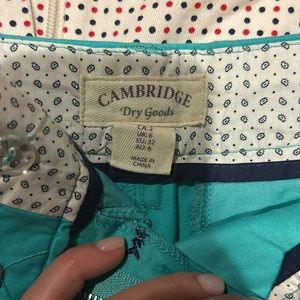 CAMBRIDGE
Dry Goods
CA: 2
UK: 6
EU: 32
AU: 6
MADE IN
CHINA